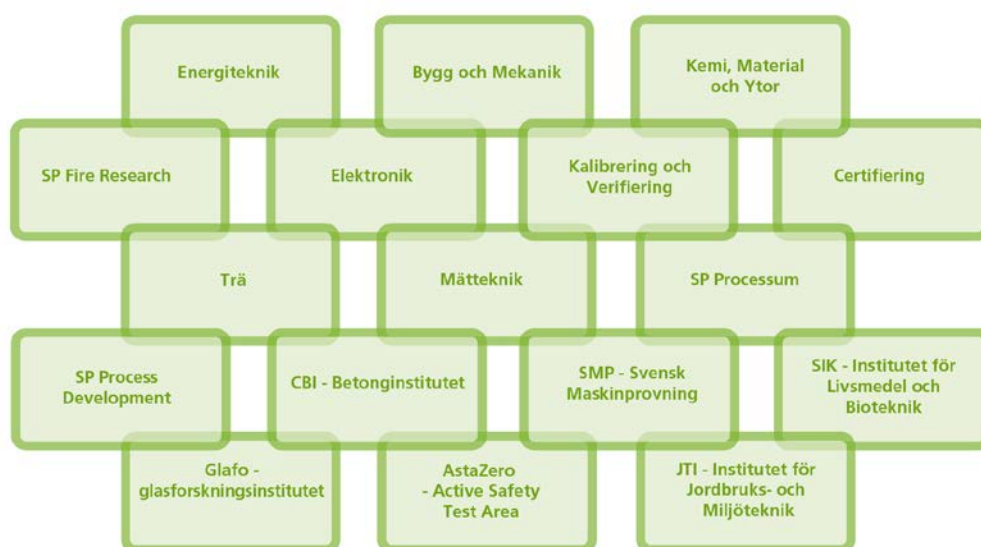 Energiteknik
Bygg och Mekanik
Kemi, Material
och Ytor
SP Fire Research
Elektronik
Kalibrering och
Verifiering
Certifiering
Trä
Mätteknik
SP Processum
SP Process
Development
CBI - Betonginstitutet
SMP - Svensk
Maskinprovning
SIK - Institutet för
Livsmedel och
Bioteknik
Glafo -
glasforskningsinstitutet
AstaZero
- Active Safety
Test Area
JTI - Institutet för
Jordbruks- och
Miljöteknik